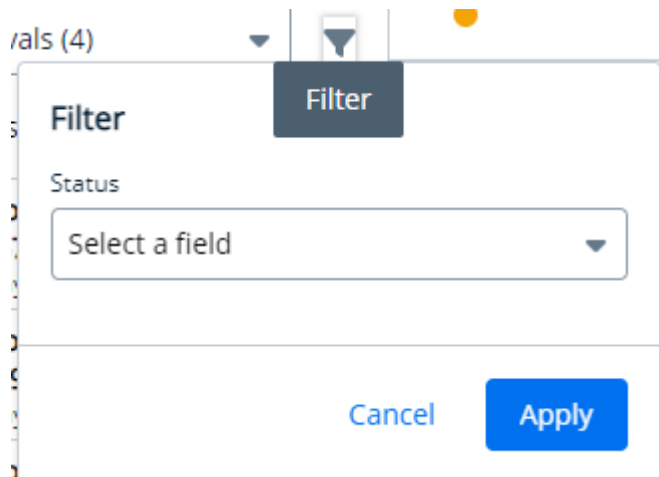 vals (4)
Filter
Filter
Status
Select a field
Cancel
Apply